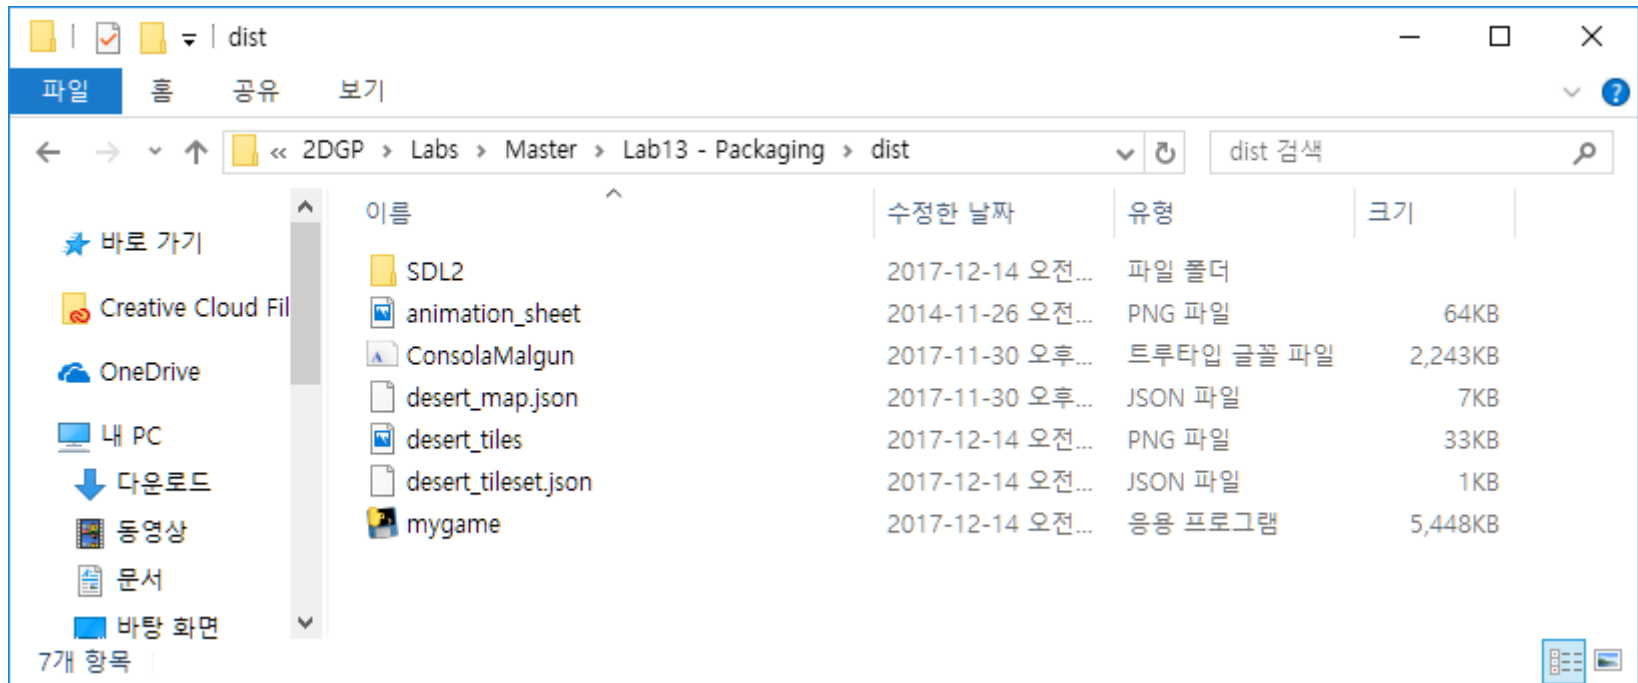 dist
파일 홈 공유 보기
« 2DGP > Labs > Master > Lab13 - Packaging > dist
dist 검색
이름 수정한 날짜 유형 크기
바로 가기
Creative Cloud Fil
OneDrive
내 PC
다운로드
동영상
문서
바탕 화면
SDL2 2017-12-14 오전... 파일 폴더
animation_sheet 2014-11-26 오전... PNG 파일 64KB
ConsolaMalgun 2017-11-30 오후... 트루타입 글꼴 파일 2,243KB
desert_map.json 2017-11-30 오후... JSON 파일 7KB
desert_tiles 2017-12-14 오전... PNG 파일 33KB
desert_tileset.json 2017-12-14 오전... JSON 파일 1KB
mygame 2017-12-14 오전... 응용 프로그램 5,448KB
7개 항목